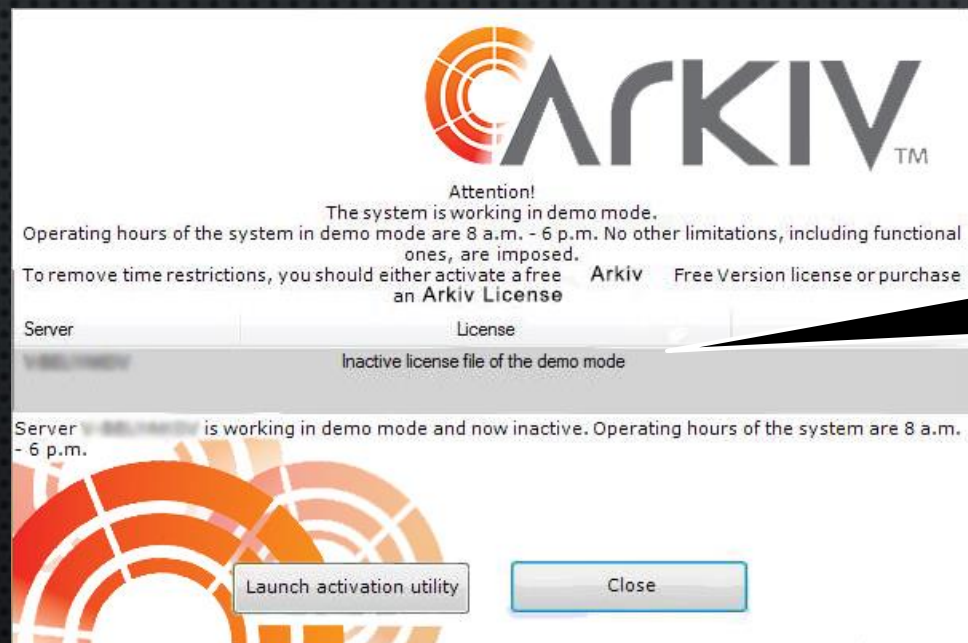 ArKIV TM
Attention!
The system is working in demo mode.
Operating hours of the system in demo mode are 8 a.m. - 6 p.m. No other limitations, including functional
ones, are imposed.
To remove time restrictions, you should either activate a free Arkiv Free Version license or purchase
an Arkiv License
Server License
Inactive license file of the demo mode
Server is working in demo mode and now inactive. Operating hours of the system are 8 a.m.
- 6 p.m.
Launch activation utility Close